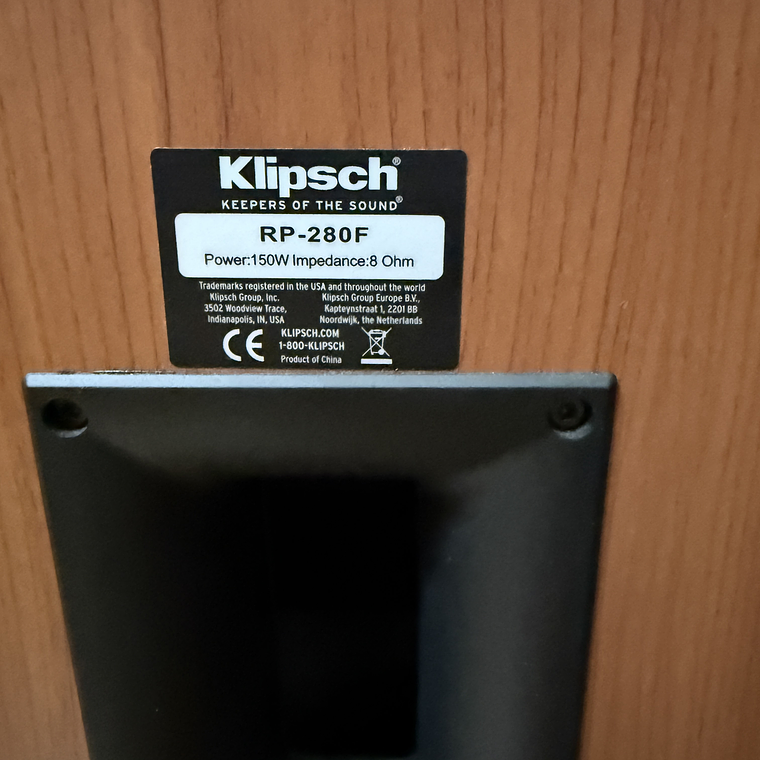 Klipsch®
KEEPERS OF THE SOUND®
RP-280F
Power:150W Impedance:8 Ohm
Trademarks registered in the USA and throughout the world
Klipsch Group, Inc.
3502 Woodview Trace,
Indianapolis, IN, USA
Klipsch Group Europe B.V.,
Kapteynstraat 1, 2201 BB
Noordwijk, the Netherlands
CE
KLIPSCH.COM
1-800-KLIPSCH
Product of China